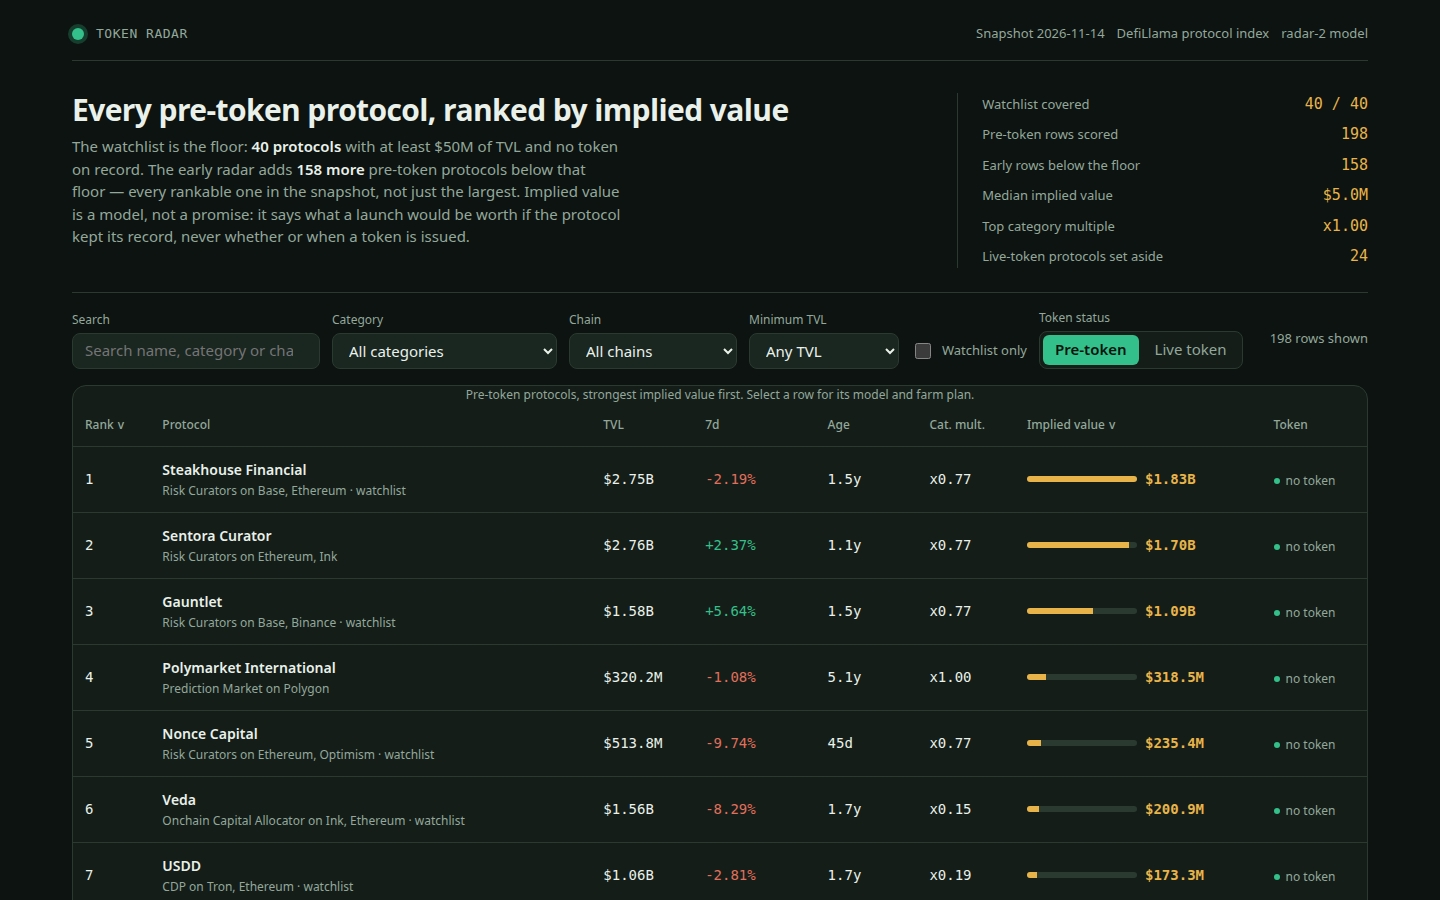 TOKEN RADAR
Snapshot 2026-11-14 DefiLlama protocol index radar-2 model
Every pre-token protocol, ranked by implied value
The watchlist is the floor: 40 protocols with at least $50M of TVL and no token
on record. The early radar adds 158 more pre-token protocols below that
floor — every rankable one in the snapshot, not just the largest. Implied value
is a model, not a promise: it says what a launch would be worth if the protocol
kept its record, never whether or when a token is issued.
Watchlist covered 40 / 40
Pre-token rows scored 198
Early rows below the floor 158
Median implied value $5.0M
Top category multiple x1.00
Live-token protocols set aside 24
Search Category Chain Minimum TVL Token status
Search name, category or cha All categories All chains Any TVL Watchlist only Pre-token Live token 198 rows shown
Pre-token protocols, strongest implied value first. Select a row for its model and farm plan.
Rank v Protocol TVL 7d Age Cat. mult. Implied value v Token
1 Steakhouse Financial $2.75B -2.19% 1.5y x0.77 $1.83B no token
Risk Curators on Base, Ethereum · watchlist
2 Sentora Curator $2.76B +2.37% 1.1y x0.77 $1.70B no token
Risk Curators on Ethereum, Ink
3 Gauntlet $1.58B +5.64% 1.5y x0.77 $1.09B no token
Risk Curators on Base, Binance · watchlist
4 Polymarket International $320.2M -1.08% 5.1y x1.00 $318.5M no token
Prediction Market on Polygon
5 Nonce Capital $513.8M -9.74% 45d x0.77 $235.4M no token
Risk Curators on Ethereum, Optimism · watchlist
6 Veda $1.56B -8.29% 1.7y x0.15 $200.9M no token
Onchain Capital Allocator on Ink, Ethereum · watchlist
7 USDD $1.06B -2.81% 1.7y x0.19 $173.3M no token
CDP on Tron, Ethereum · watchlist